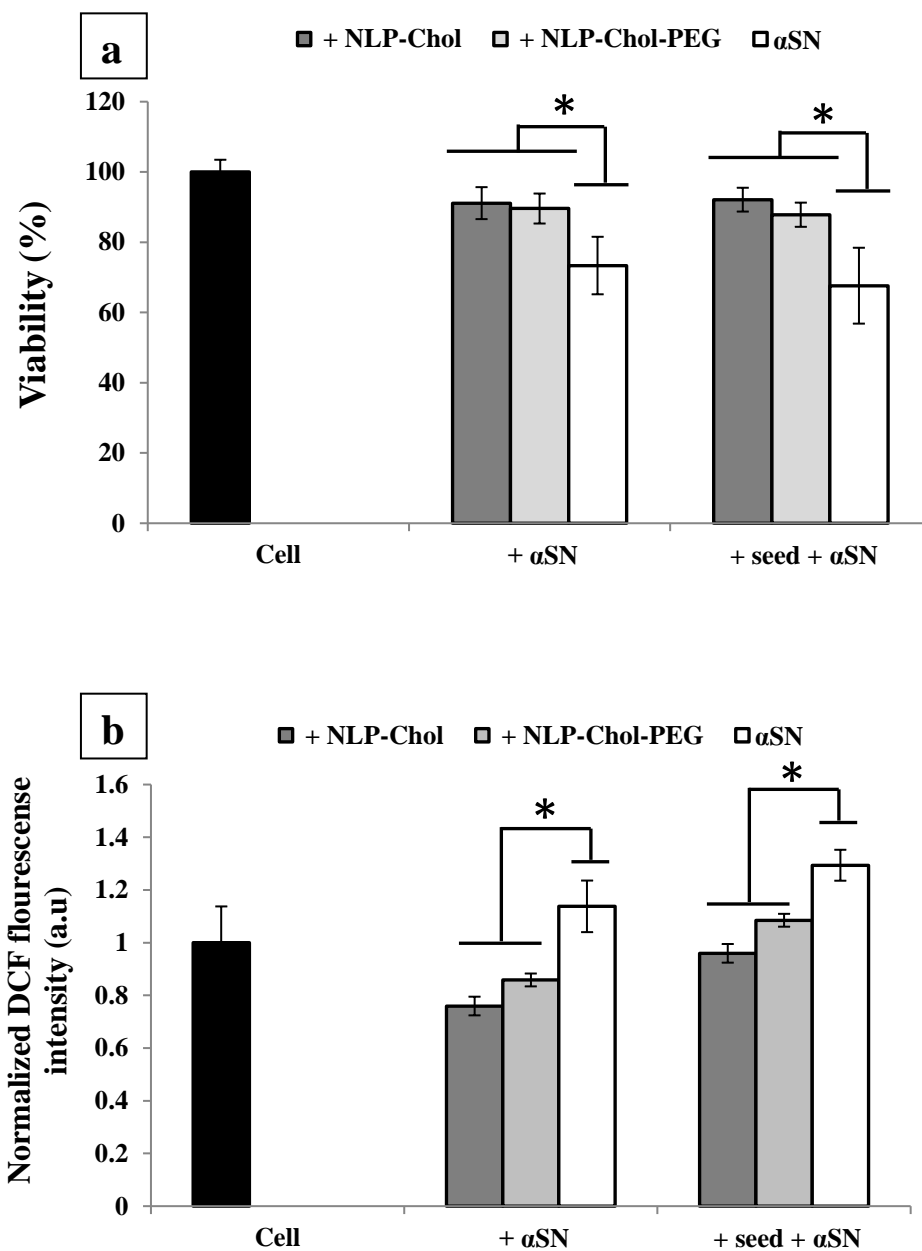 a
+ NLP-Chol + NLP-Chol-PEG αSN
Viability (%)
120
100
80
60
40
20
0
* *
Cell + αSN + seed + αSN
b
+ NLP-Chol + NLP-Chol-PEG αSN
Normalized DCF flourescense
intensity (a.u)
1.6
1.4
1.2
1
0.8
0.6
0.4
0.2
0
* *
Cell + αSN + seed + αSN